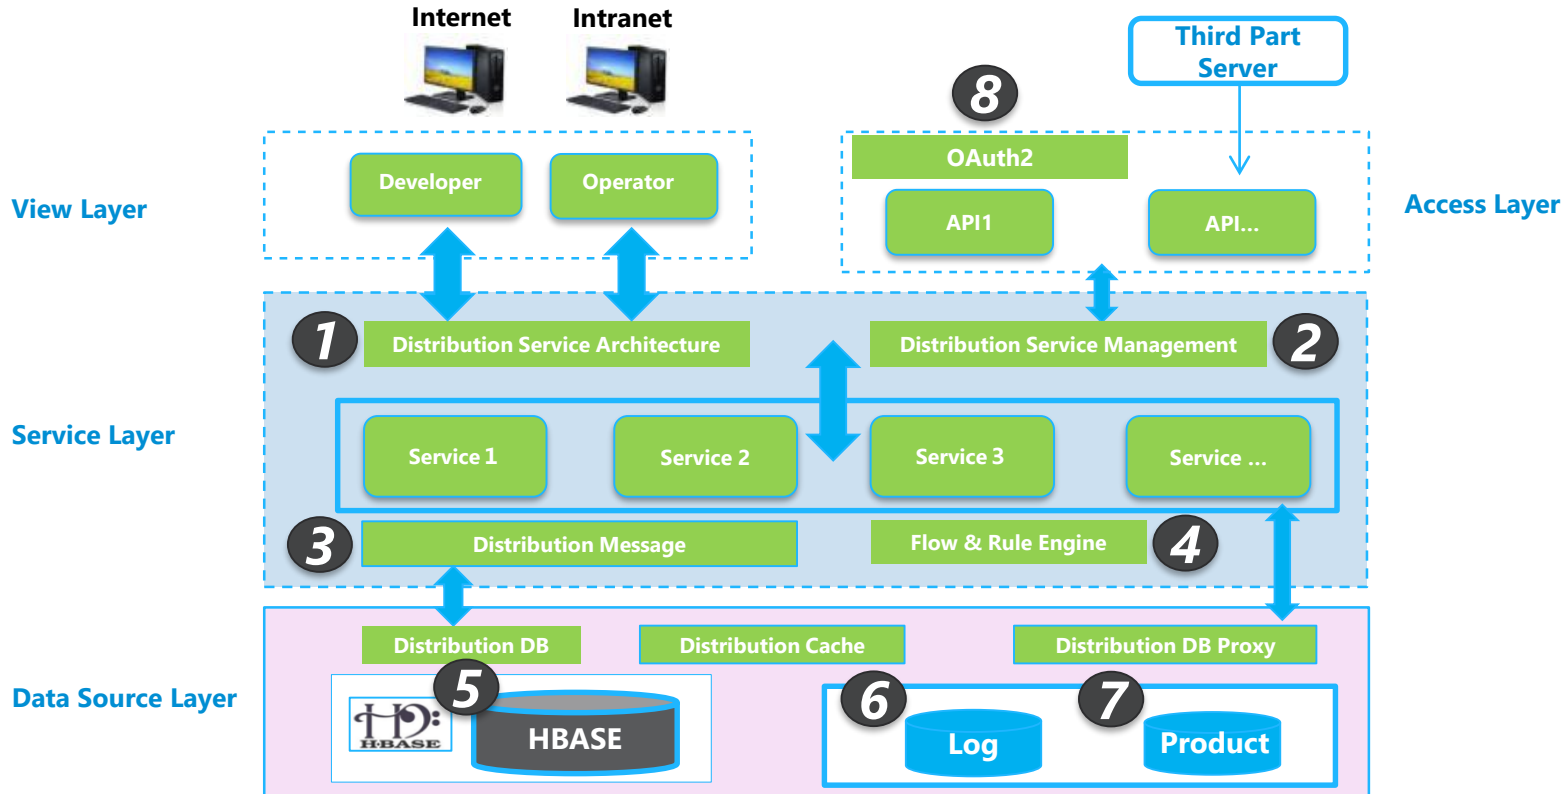 Internet
Intranet
Third Part
Server
8
OAuth2
Developer
Operator
View Layer
API1
API...
Access Layer
1
Distribution Service Architecture
Distribution Service Management
2
Service Layer
Service 1
Service 2
Service 3
Service ...
3
Distribution Message
Flow & Rule Engine
4
Distribution DB
Distribution Cache
Distribution DB Proxy
Data Source Layer
5
6
7
H·BASE
HBASE
Log
Product